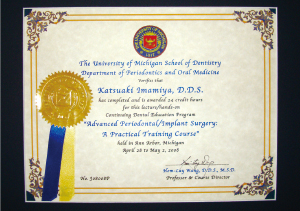 The University of Michigan School of Dentistry
Department of Periodontics and Oral Medicine
Verifies that
Katsuaki Imamiya, D.D.S.
has completed and is awarded 24 credit hours
for this lecture/hands-on
Continuing Dental Education Program
"Advanced Periodontal/Implant Surgery:
A Practical Training Course"
held in Ann Arbor, Michigan
April 28 to May 2, 2008
Hom-Lay Wang, D.D.S., M.S.D.
Professor & Course Director
No.